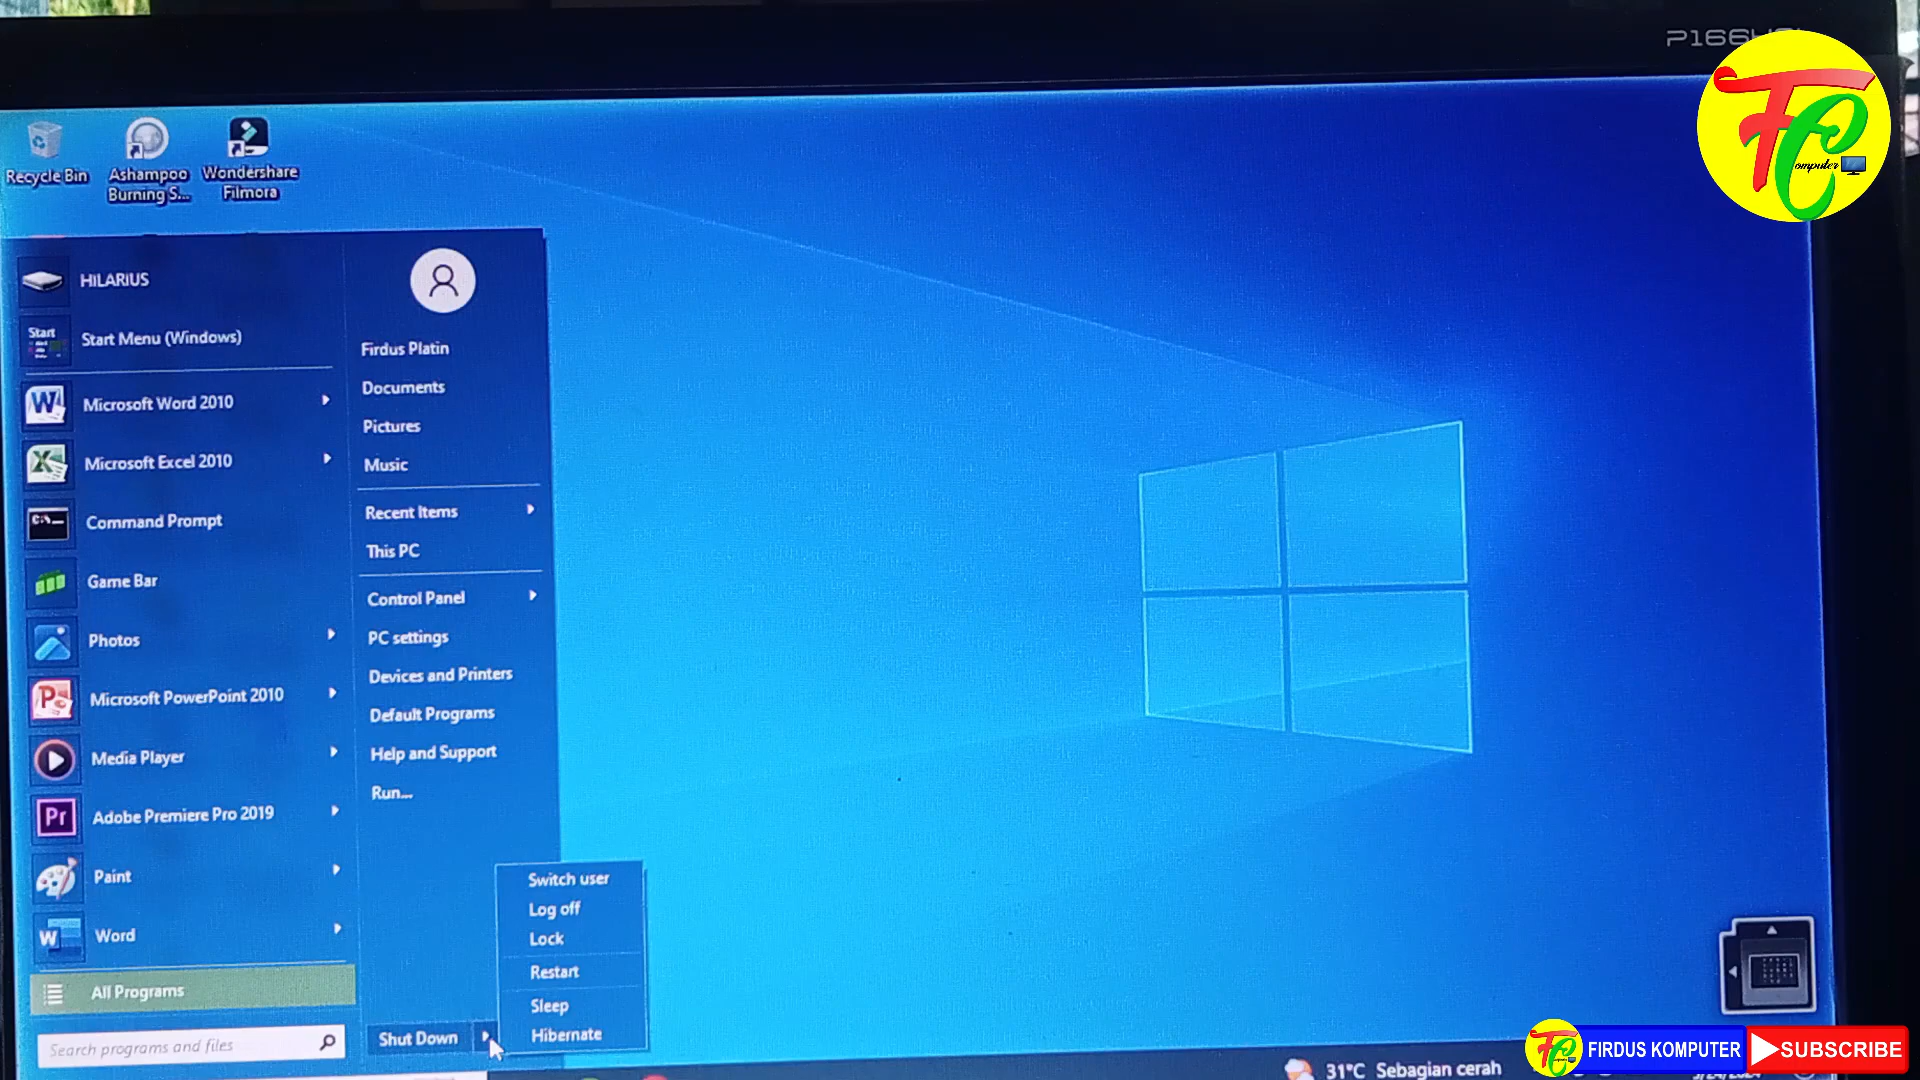 Recycle Bin
Ashampoo
Burning S...
Wondershare
Filmora
HILARIUS
Start
Start Menu (Windows)
Microsoft Word 2010
Microsoft Excel 2010
Command Prompt
Game Bar
Photos
Microsoft PowerPoint 2010
Media Player
Pr
Adobe Premiere Pro 2019
Paint
Word
All Programs
Search programs and files
Firdus Platin
Documents
Pictures
Music
Recent Items
This PC
Control Panel
PC settings
Devices and Printers
Default Programs
Help and Support
Run...
Shut Down
Switch user
Log off
Lock
Restart
Sleep
Hibernate
FC
omputer
FIRDUS KOMPUTER
SUBSCRIBE
31°C Sebagian cerah